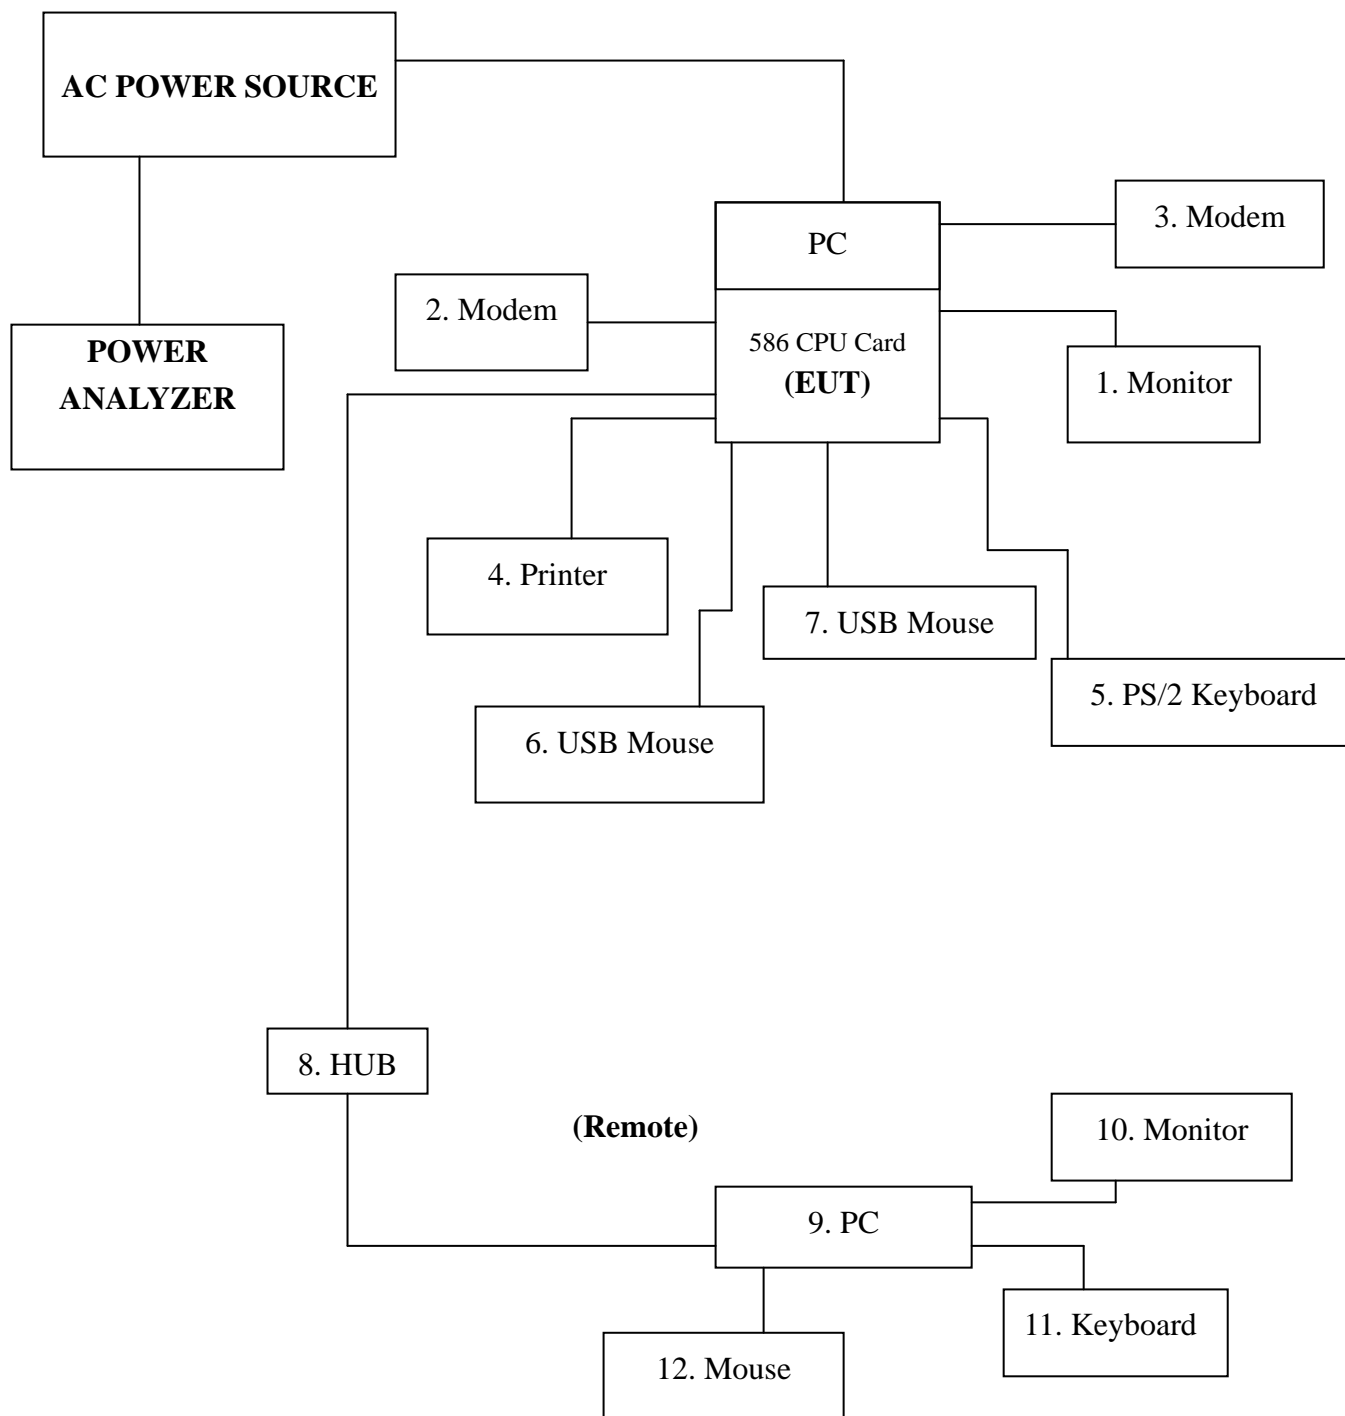 AC POWER SOURCE
3. Modem
PC
2. Modem
586 CPU Card
(EUT)
POWER
ANALYZER
1. Monitor
4. Printer
7. USB Mouse
5. PS/2 Keyboard
6. USB Mouse
8. HUB
(Remote)
10. Monitor
9. PC
11. Keyboard
12. Mouse